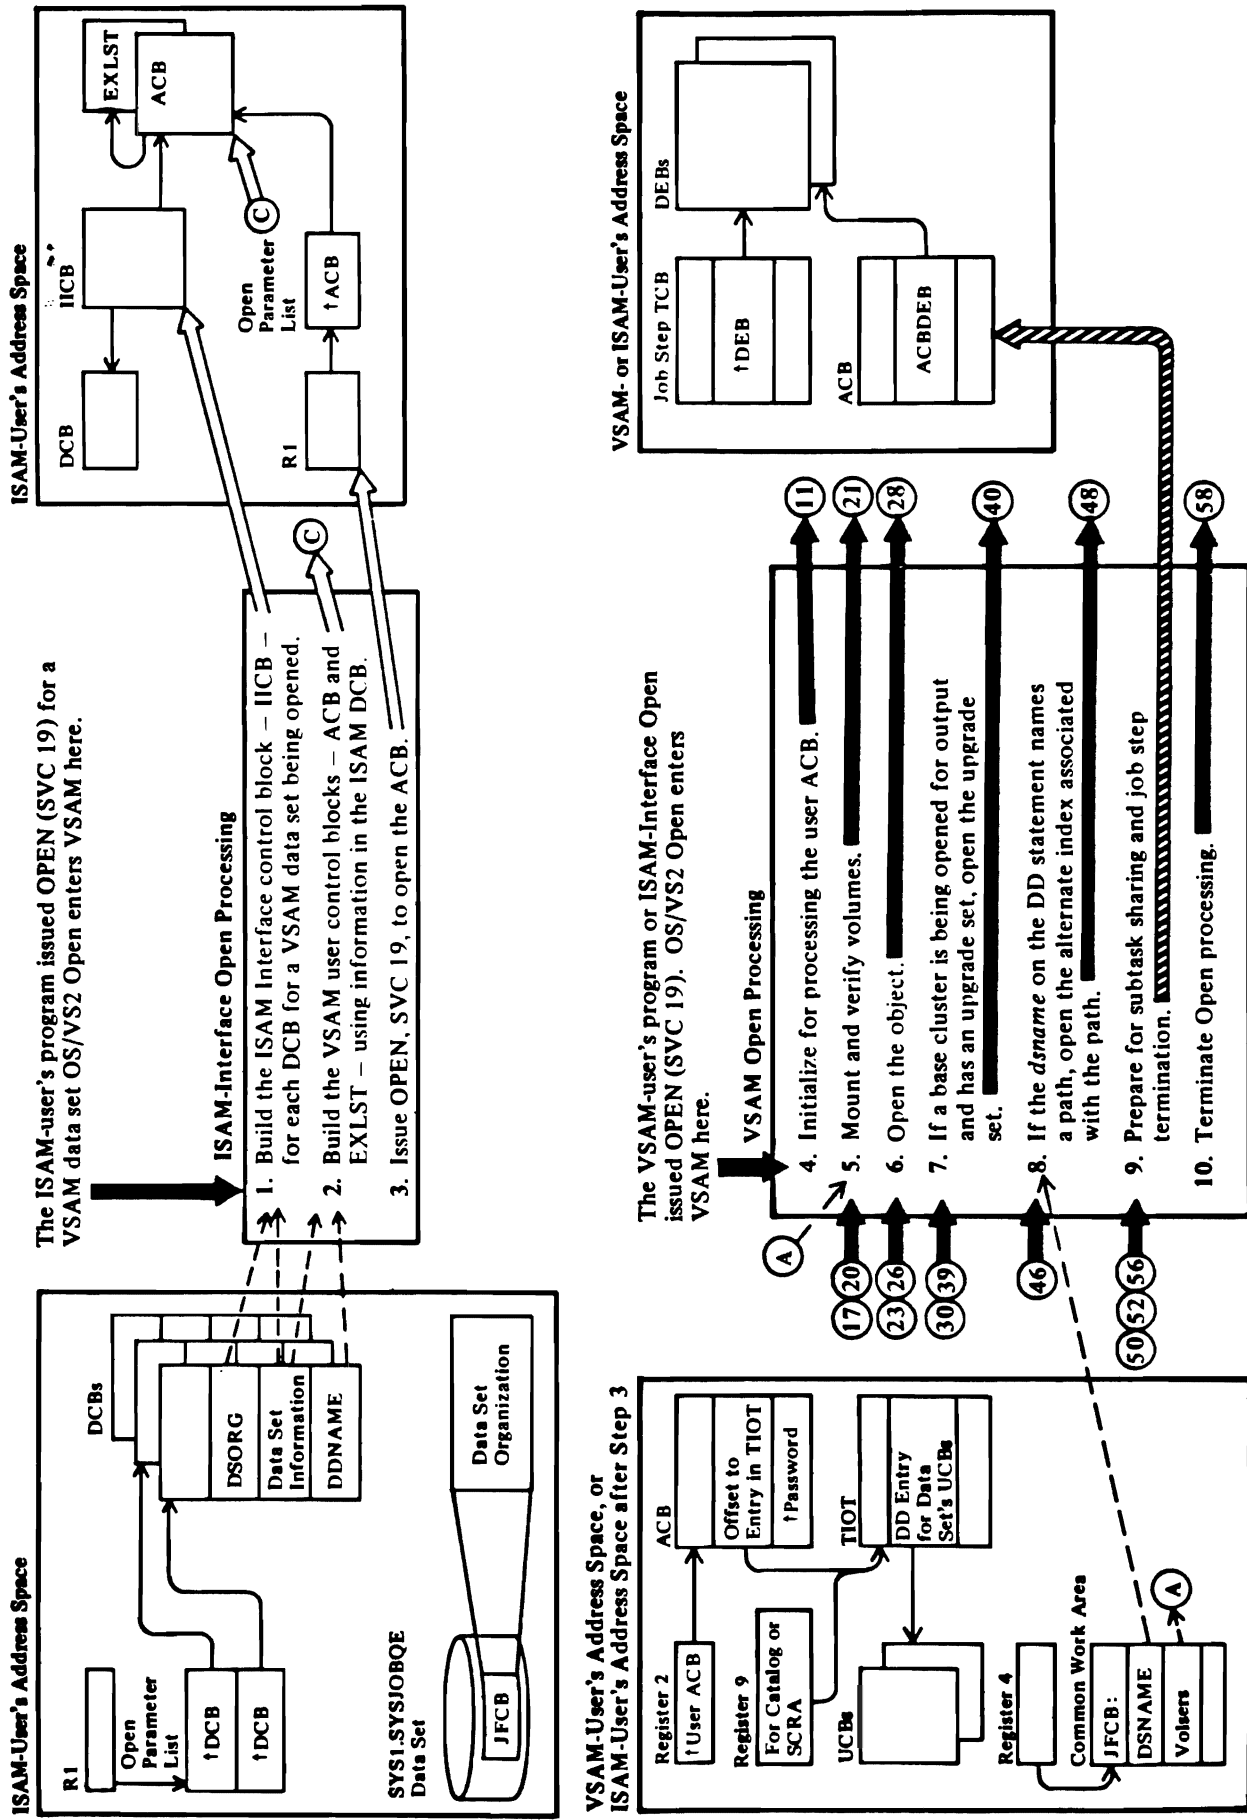 ISAM-User's Address Space
R1
Open
Parameter
List
↑DCB
↑DCB
DCBs
DSORG
Data Set
Information
DDNAME
SYS1.SYSJOBQE
Data Set
JFCB
Data Set
Organization
The ISAM-user's program issued OPEN (SVC 19) for a
VSAM data set OS/VS2 Open enters VSAM here.
ISAM-Interface Open Processing
1. Build the ISAM Interface control block – IICB –
for each DCB for a VSAM data set being opened.
2. Build the VSAM user control blocks – ACB and
EXLST – using information in the ISAM DCB.
3. Issue OPEN, SVC 19, to open the ACB.
C
ISAM-User's Address Space
DCB
IICB
EXLST
ACB
C
R1
Open
Parameter
List
↑ACB
VSAM-User's Address Space, or
ISAM-User's Address Space after Step 3
Register 2
↑User ACB
ACB
Offset to
Entry in TIOT
↑Password
Register 9
For Catalog or
SCRA
TIOT
DD Entry
for Data
Set's UCBs
UCBs
Register 4
Common Work Area
JFCB:
DSNAME
Volsers
A
The VSAM-user's program or ISAM-Interface Open
issued OPEN (SVC 19). OS/VS2 Open enters
VSAM here.
VSAM Open Processing
A
4. Initialize for processing the user ACB.
11
17 20
5. Mount and verify volumes.
21
23 26
6. Open the object.
28
30 39
7. If a base cluster is being opened for output
and has an upgrade set, open the upgrade
set.
40
46
8. If the dsname on the DD statement names
a path, open the alternate index associated
with the path.
48
50 52 56
9. Prepare for subtask sharing and job step
termination.
10. Terminate Open processing.
58
VSAM- or ISAM-User's Address Space
Job Step TCB
↑DEB
DEBs
ACB
ACBDEB